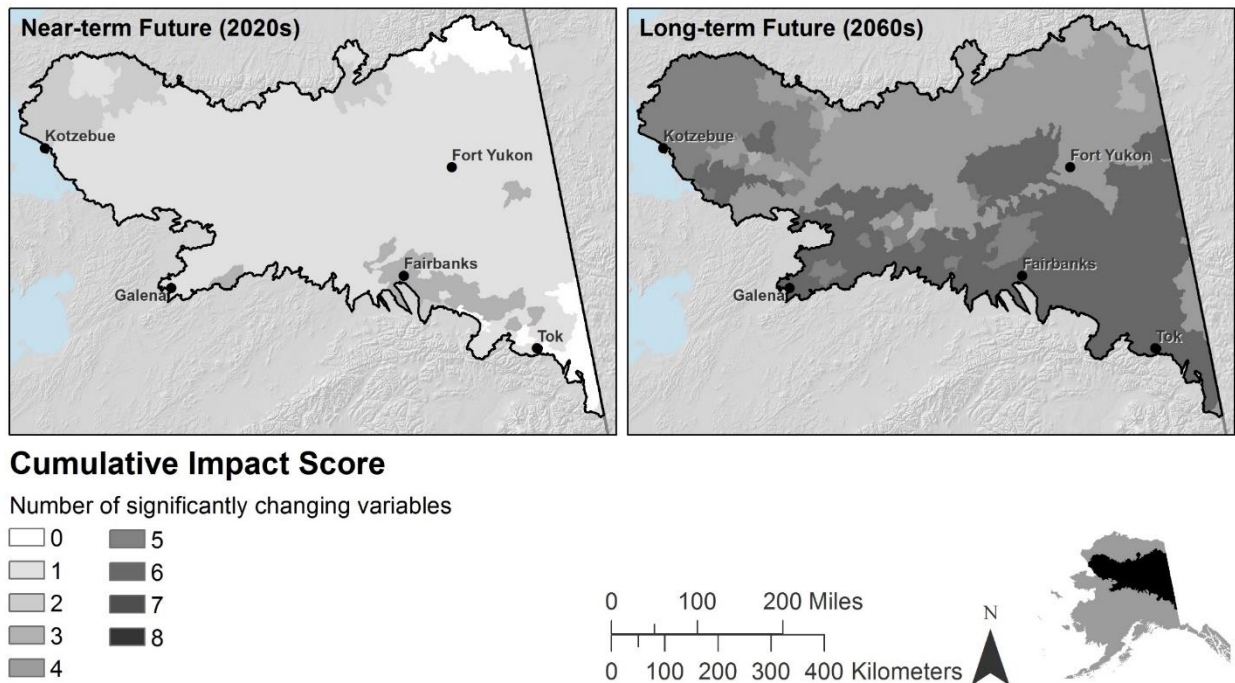 Near-term Future (2020s)
Kotzebue
Fort Yukon
Fairbanks
Galena
Tok
Long-term Future (2060s)
Kotzebue
Fort Yukon
Fairbanks
Galena
Tok
Cumulative Impact Score
Number of significantly changing variables
0
1
2
3
4
5
6
7
8
0 100 200 Miles
0 100 200 300 400 Kilometers
N